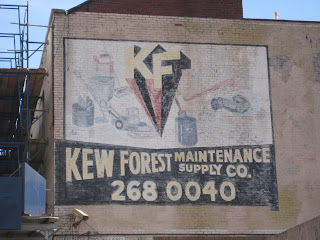 KF
KEW FOREST MAINTENANCE
SUPPLY CO.
268 0040